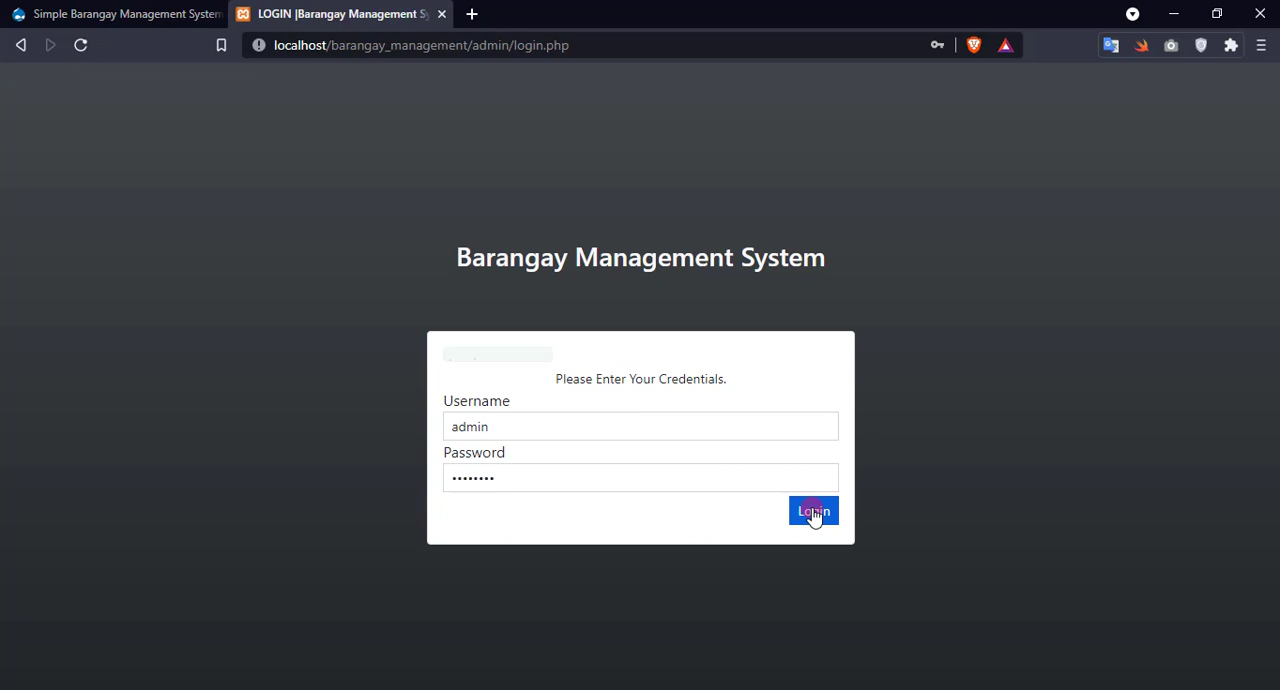 Simple Barangay Management System
LOGIN |Barangay Management S
localhost/barangay_management/admin/login.php
Barangay Management System
Please Enter Your Credentials.
Username
admin
Password
••••••••
Login